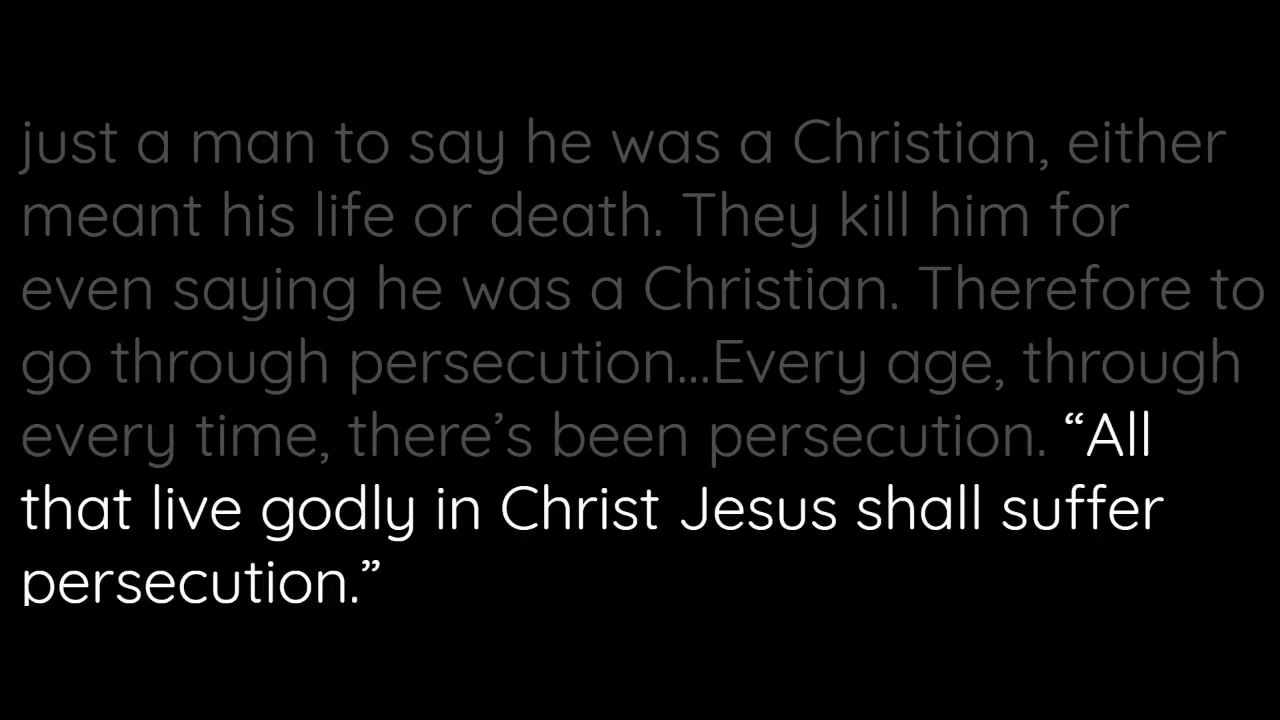 just a man to say he was a Christian, either
meant his life or death. They kill him for
even saying he was a Christian. Therefore to
go through persecution...Every age, through
every time, there’s been persecution. “All
that live godly in Christ Jesus shall suffer
persecution.”